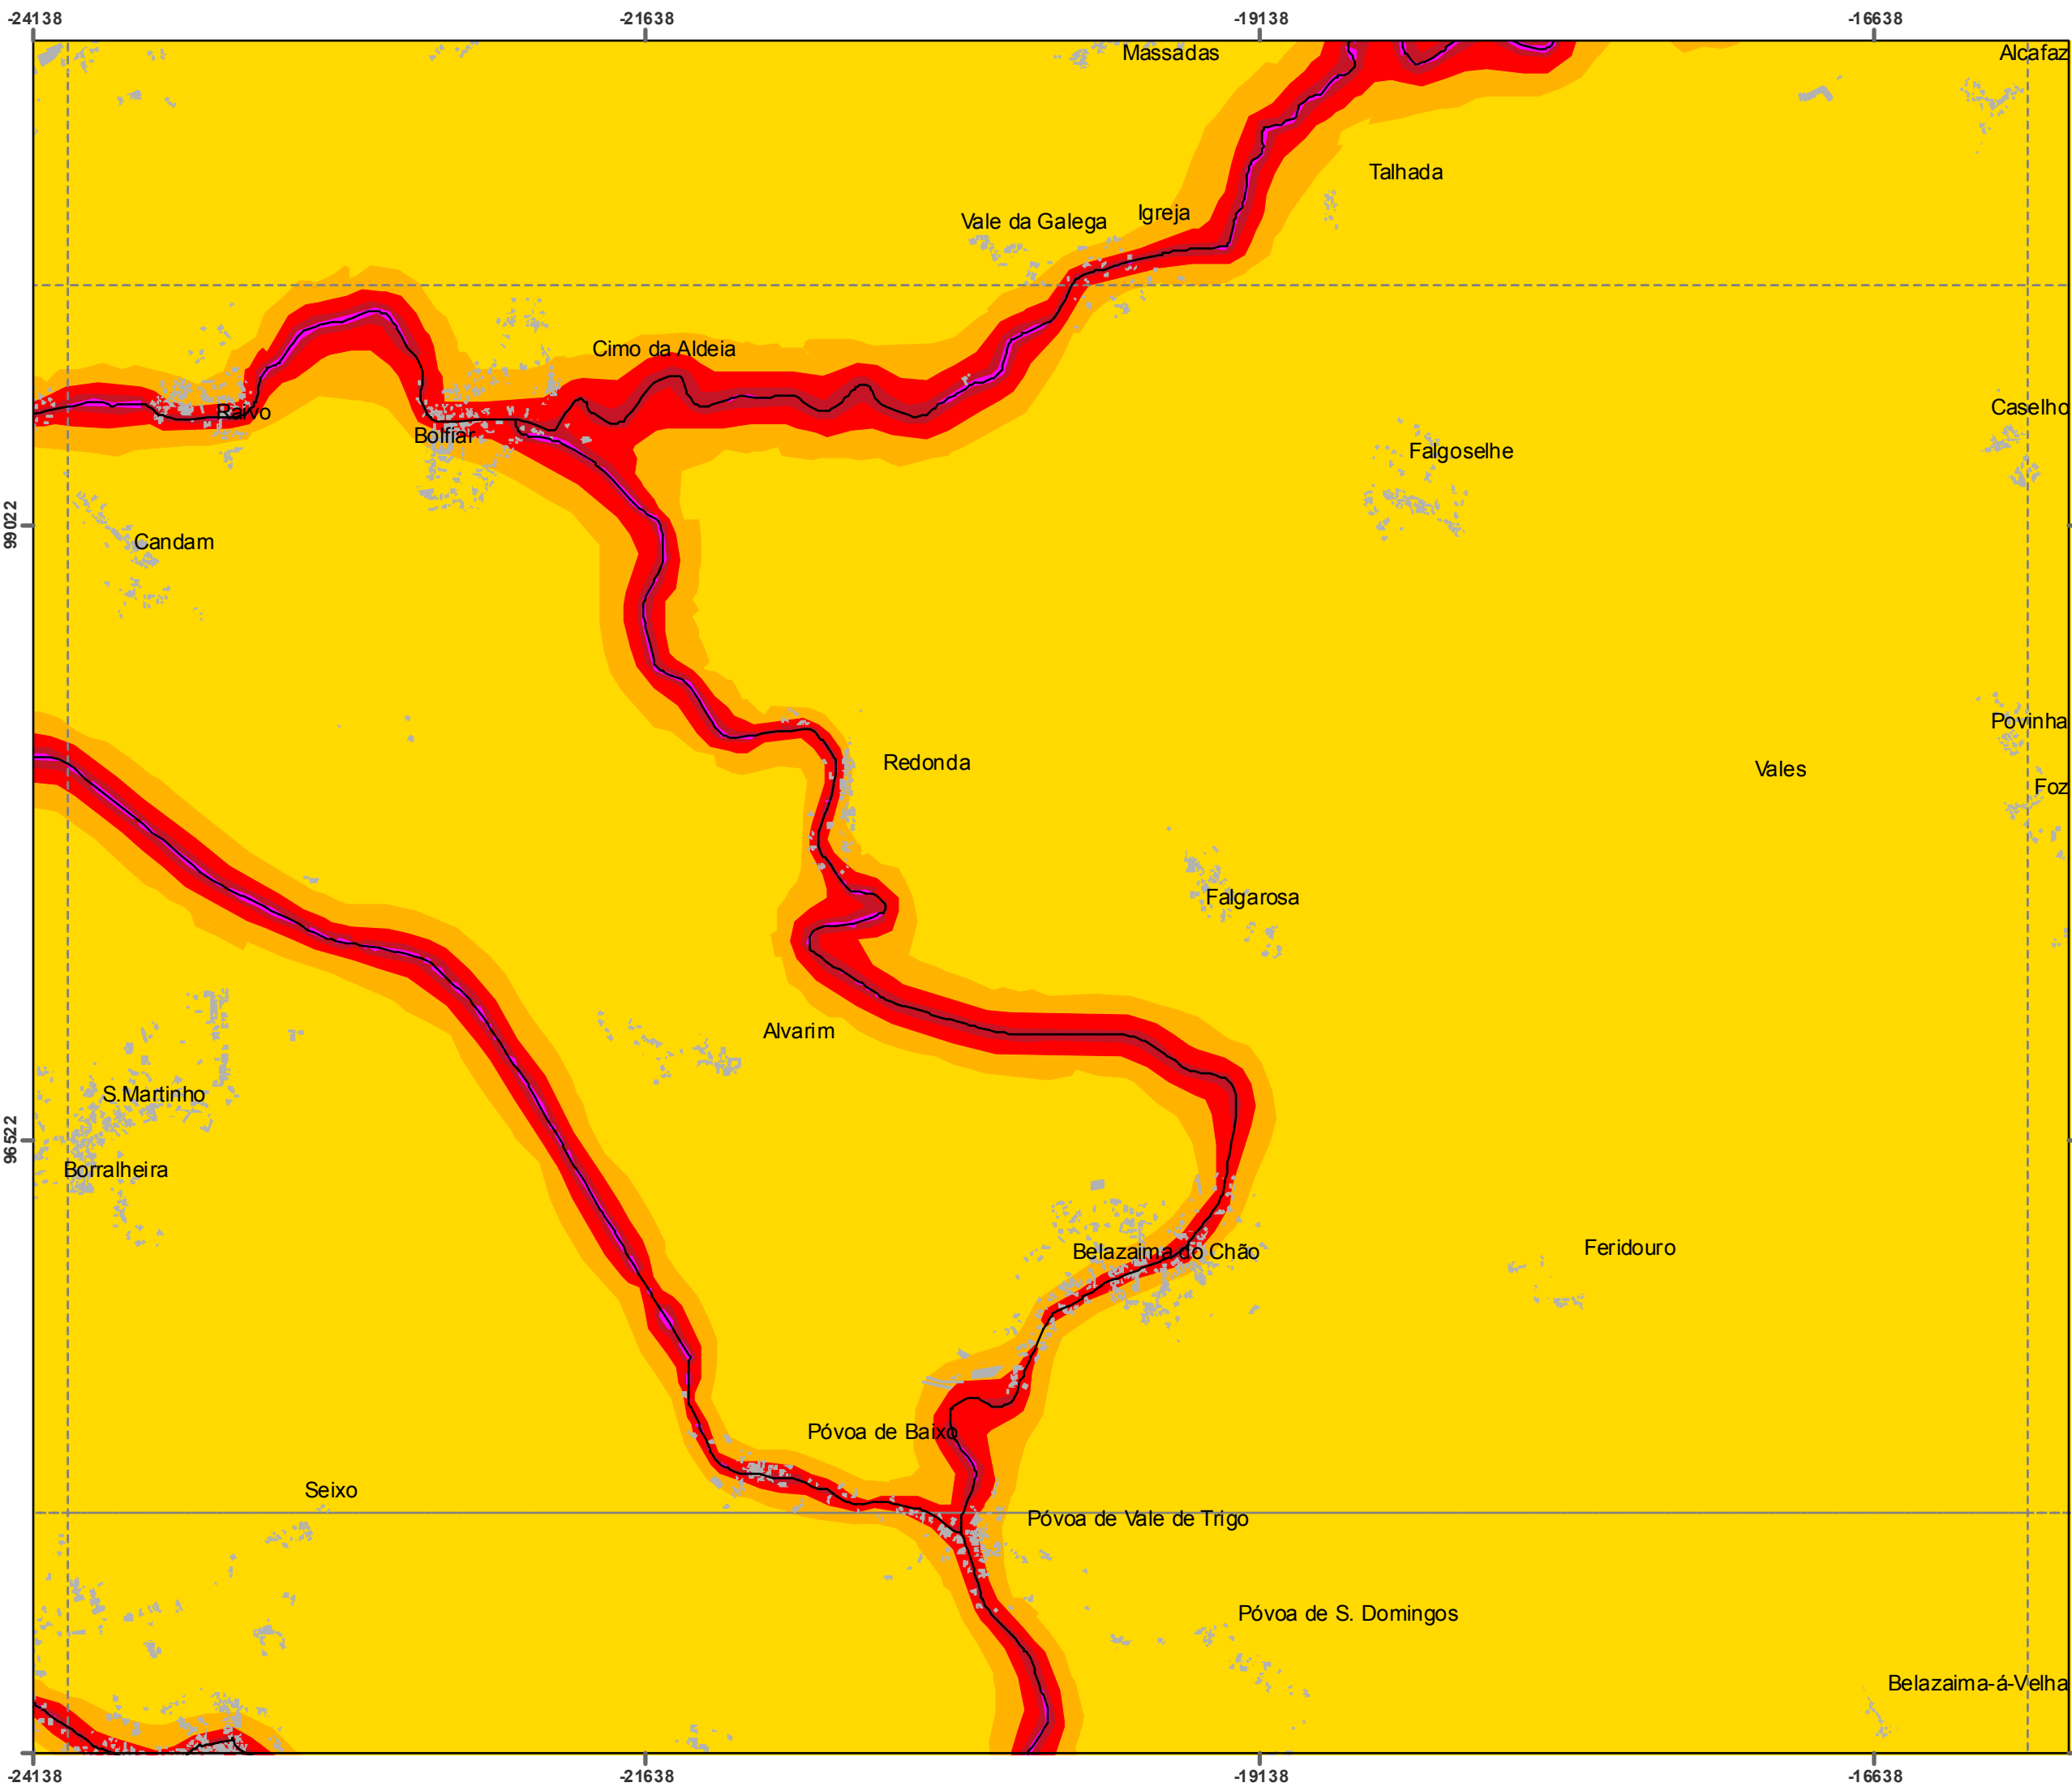 -24138 -21638 -19138 -16638
Massadas
Alcafaz
Talhada
Igreja
Vale da Galega
Cimo da Aldeia
Raivo
Caselho
Bolfiar
Falgoselhe
99022
Candam
Povinha
Redonda
Vales
Foz
Falgarosa
Alvarim
S.Martinho
96522
Borralheira
Feridouro
Belazaima do Chão
Póvoa de Baixo
Seixo
Póvoa de Vale de Trigo
Póvoa de S. Domingos
Belazaima-á-Velha
-24138 -21638 -19138 -16638